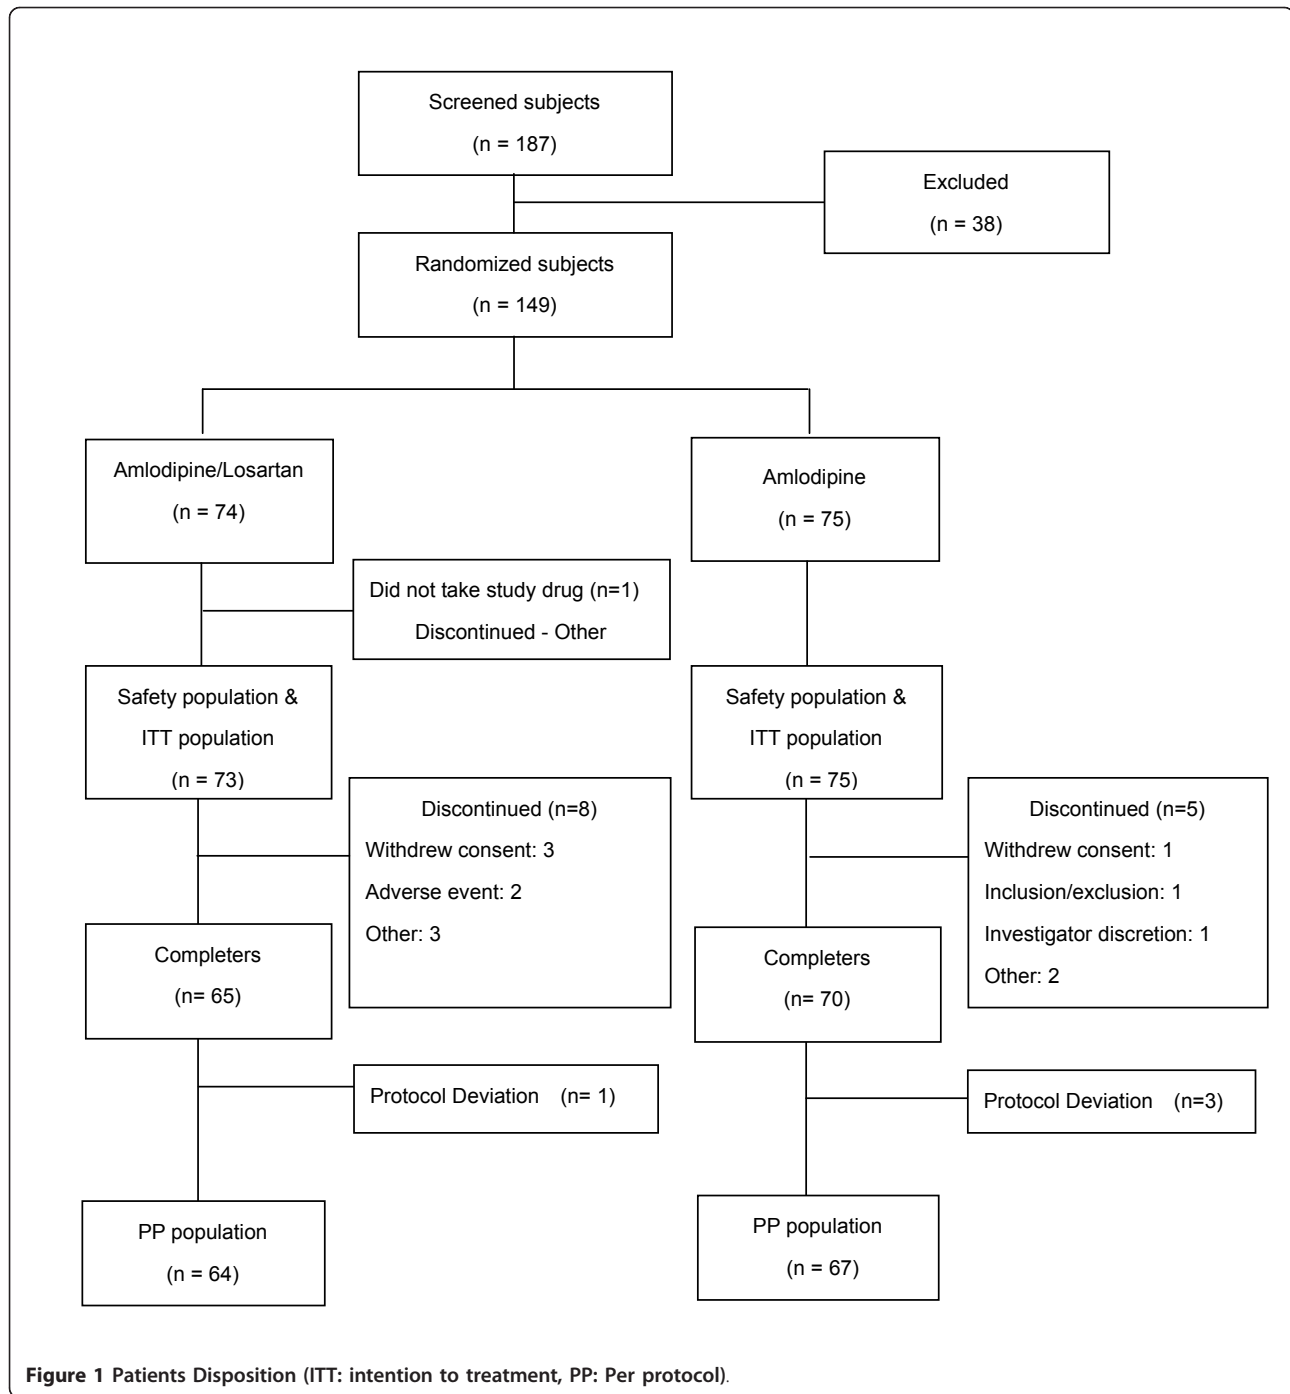 Screened subjects
(n = 187)
Excluded
(n = 38)
Randomized subjects
(n = 149)
Amlodipine/Losartan
(n = 74)
Amlodipine
(n = 75)
Did not take study drug (n=1)
Discontinued - Other
Safety population &
ITT population
(n = 73)
Safety population &
ITT population
(n = 75)
Discontinued (n=8)
Withdrew consent: 3
Adverse event: 2
Other: 3
Discontinued (n=5)
Withdrew consent: 1
Inclusion/exclusion: 1
Investigator discretion: 1
Other: 2
Completers
(n= 65)
Completers
(n= 70)
Protocol Deviation (n= 1)
Protocol Deviation (n=3)
PP population
(n = 64)
PP population
(n = 67)
Figure 1 Patients Disposition (ITT: intention to treatment, PP: Per protocol).